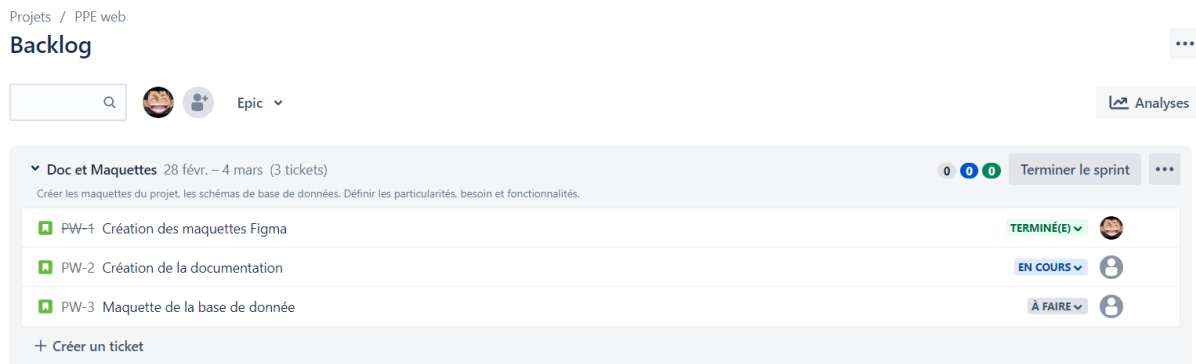 Projets / PPE web
Backlog
Epic
Analyses
Doc et Maquettes 28 févr. – 4 mars (3 tickets) 0 0 0 Terminer le sprint
Créer les maquettes du projet, les schémas de base de données. Définir les particularités, besoin et fonctionnalités.
PW-1 Création des maquettes Figma TERMINÉ(E)
PW-2 Création de la documentation EN COURS
PW-3 Maquette de la base de donnée À FAIRE
+ Créer un ticket